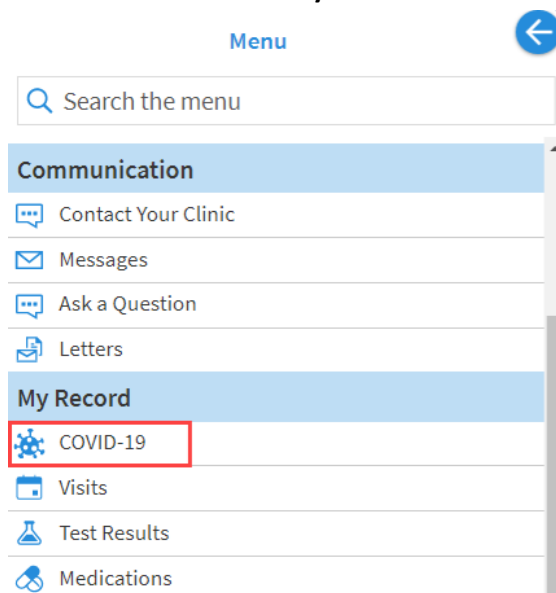 Menu
Search the menu
Communication
Contact Your Clinic
Messages
Ask a Question
Letters
My Record
COVID-19
Visits
Test Results
Medications